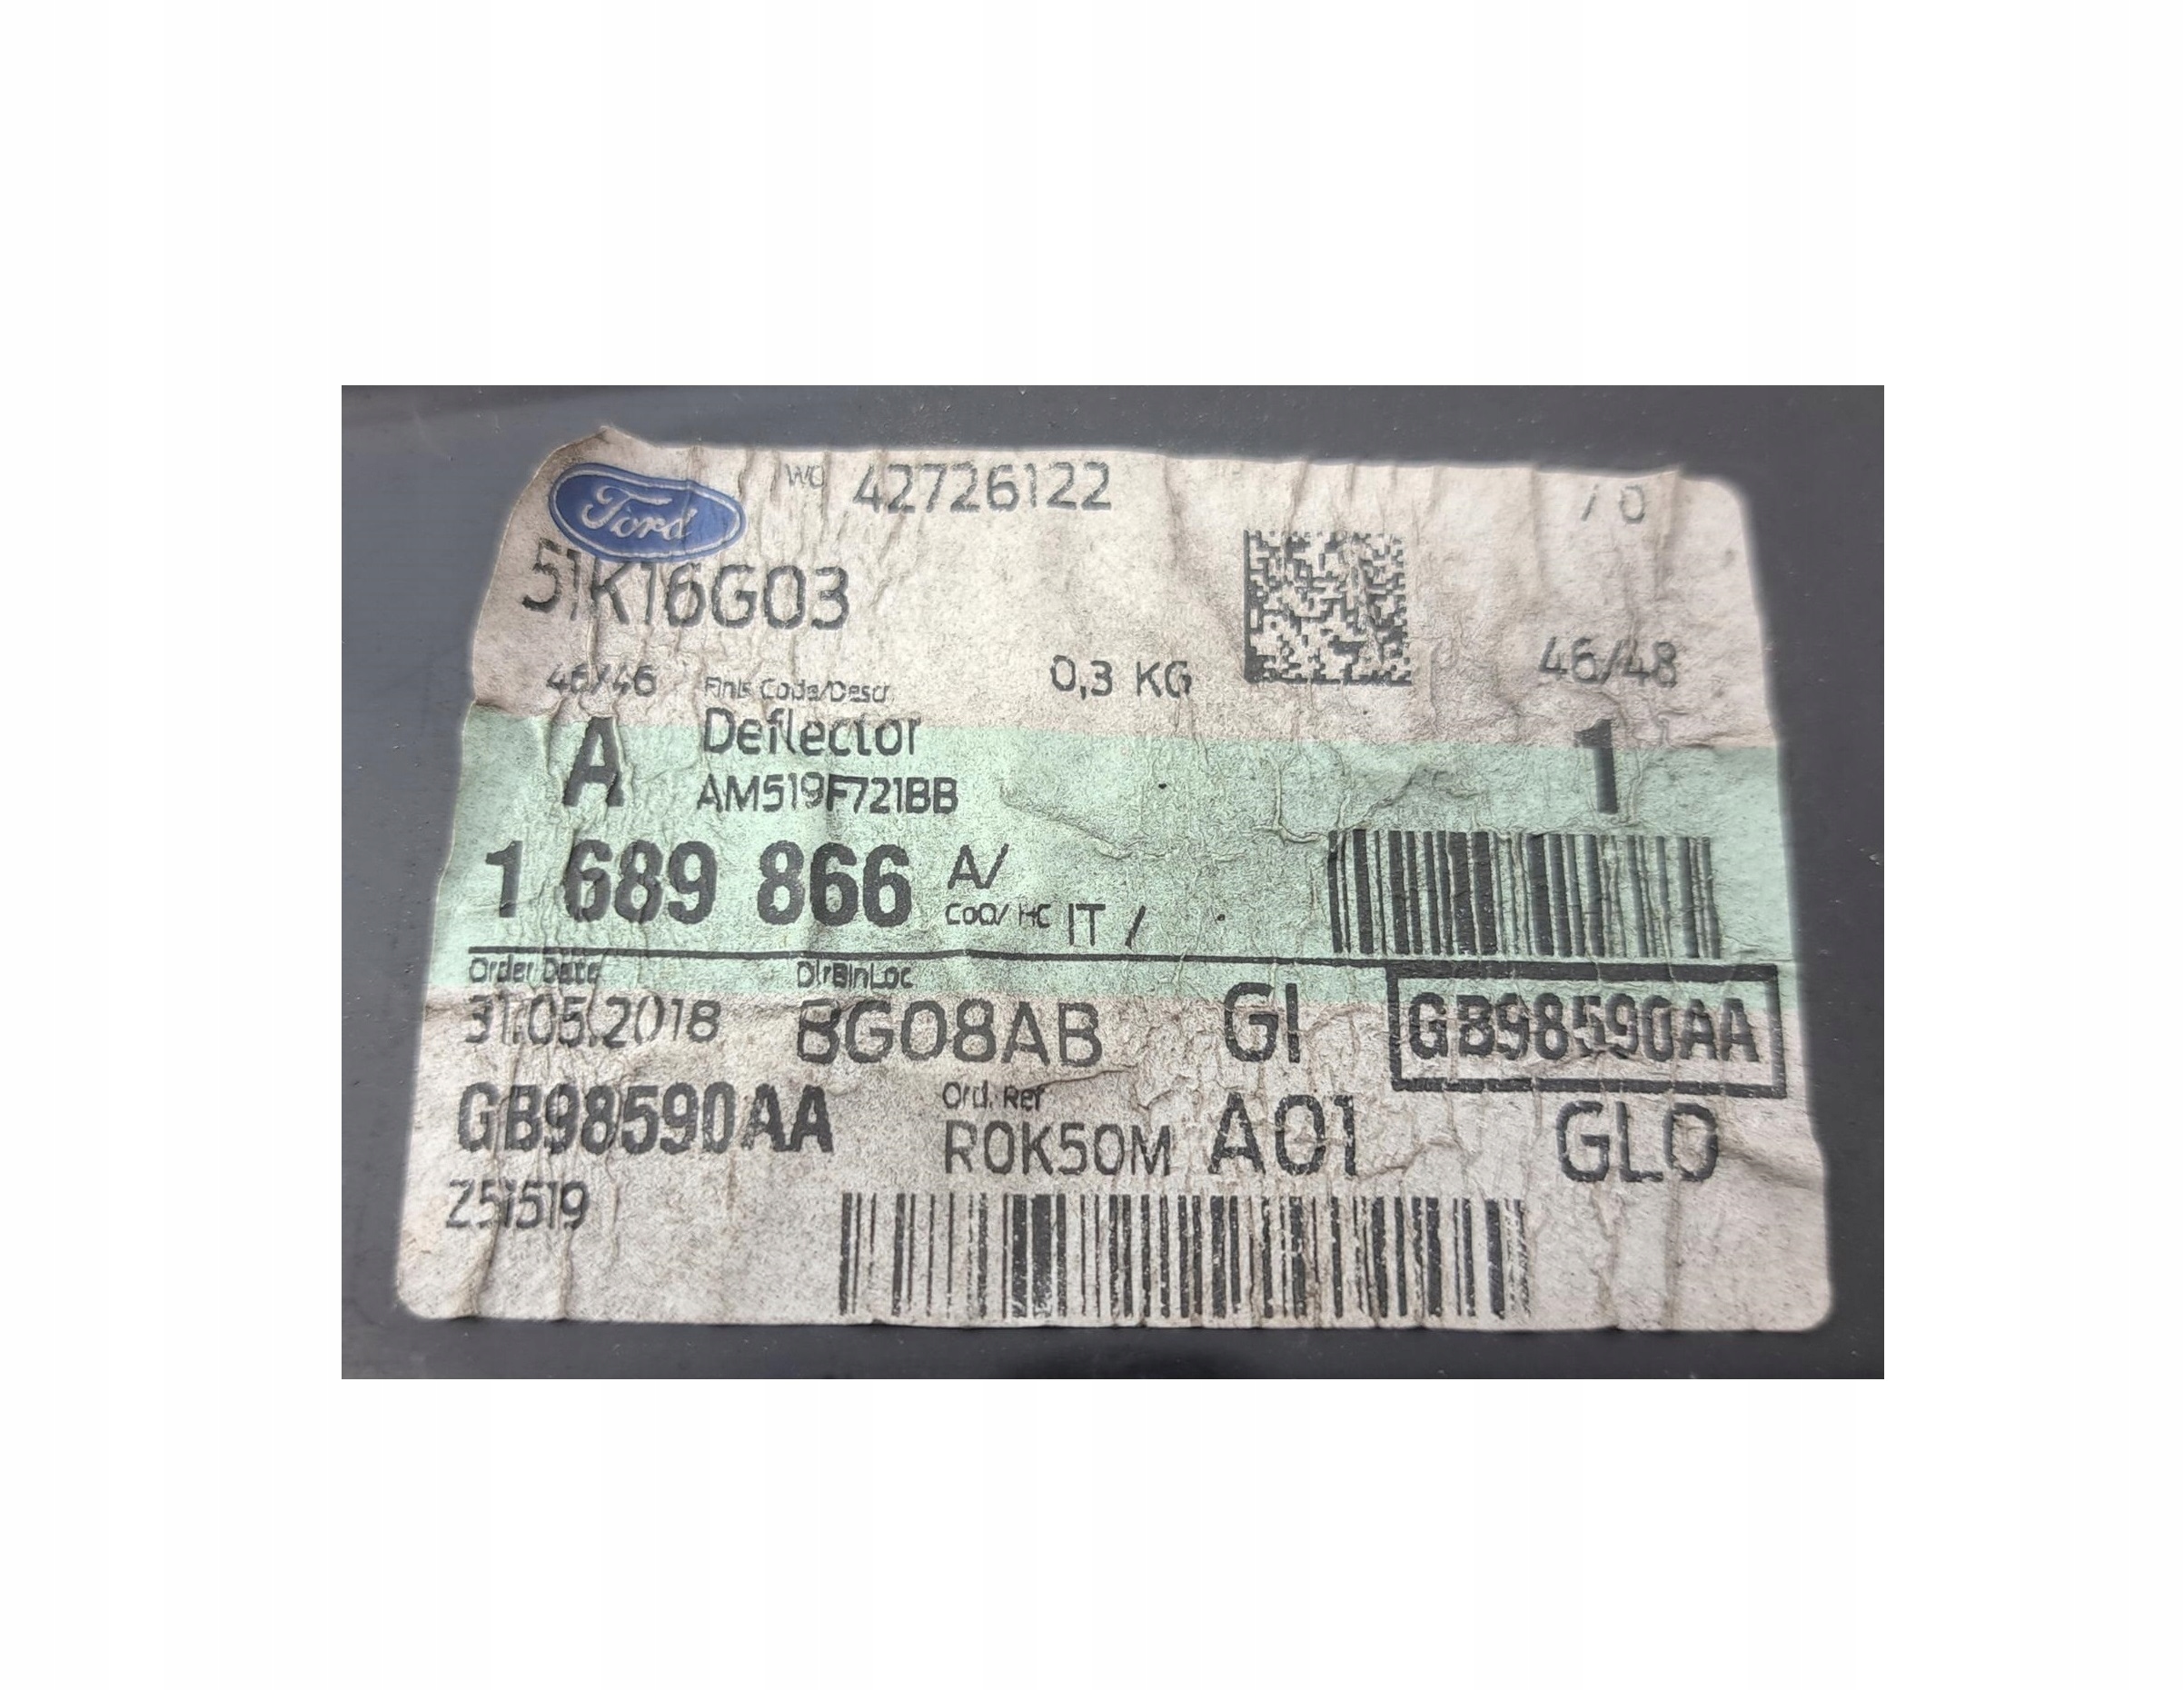 Ford
WO 42726122 / 0
51K16G03
46/46 Finis Code/Descr 0,3 KG 46/48
A Deflector 1
AM519F721BB
1 689 866 A/
CoO/ HC IT /
Order Date DlrBinLoc
31.05.2018 BG08AB GI GB98590AA
GB98590AA Ord. Ref A01 GLO
R0K50M
Z51519